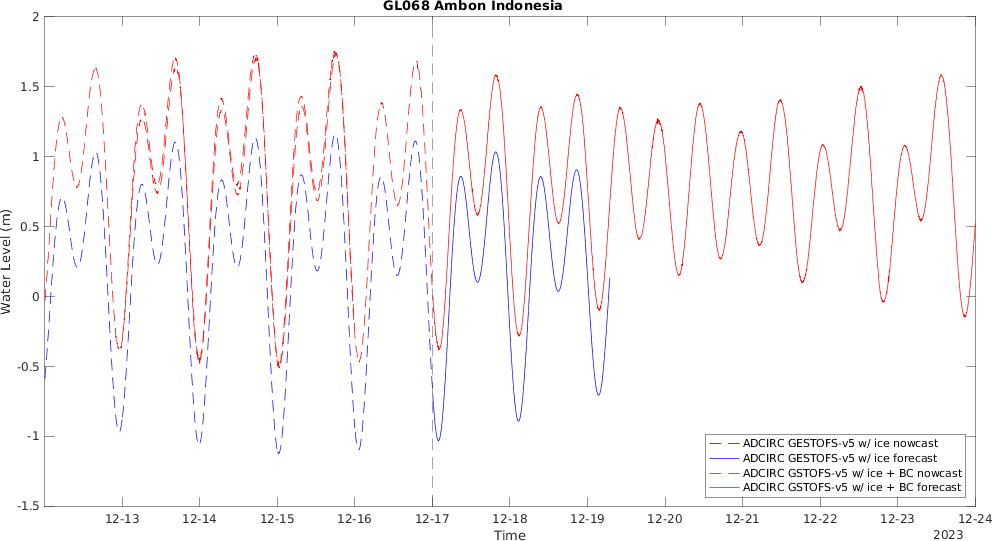 GL068 Ambon Indonesia
2
1.5
1
0.5
0
-0.5
-1
-1.5
Water Level (m)
ADCIRC GESTOFS-v5 w/ ice nowcast
ADCIRC GESTOFS-v5 w/ ice forecast
ADCIRC GSTOFS-v5 w/ ice + BC nowcast
ADCIRC GSTOFS-v5 w/ ice + BC forecast
12-13 12-14 12-15 12-16 12-17 12-18 12-19 12-20 12-21 12-22 12-23 12-24
Time
2023